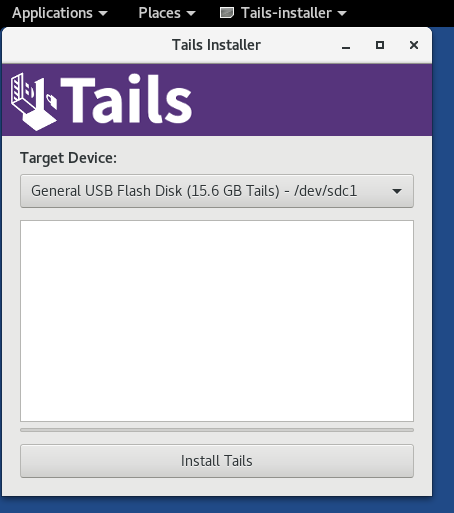 Applications Places Tails-installer
Tails Installer
Tails
Target Device:
General USB Flash Disk (15.6 GB Tails) - /dev/sdc1
Install Tails